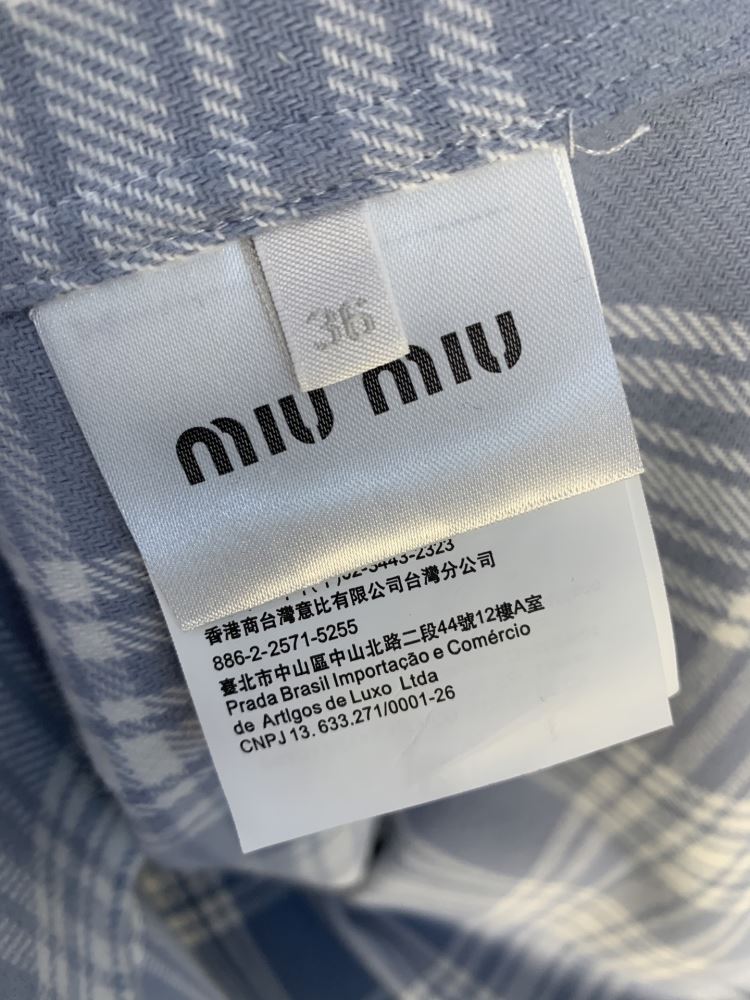 36
miu miu
02-3443-2323
香港商台灣意比有限公司台灣分公司
886-2-2571-5255
臺北市中山區中山北路二段44號12樓A室
Prada Brasil Importação e Comércio
de Artigos de Luxo Ltda
CNPJ 13.633.271/0001-26